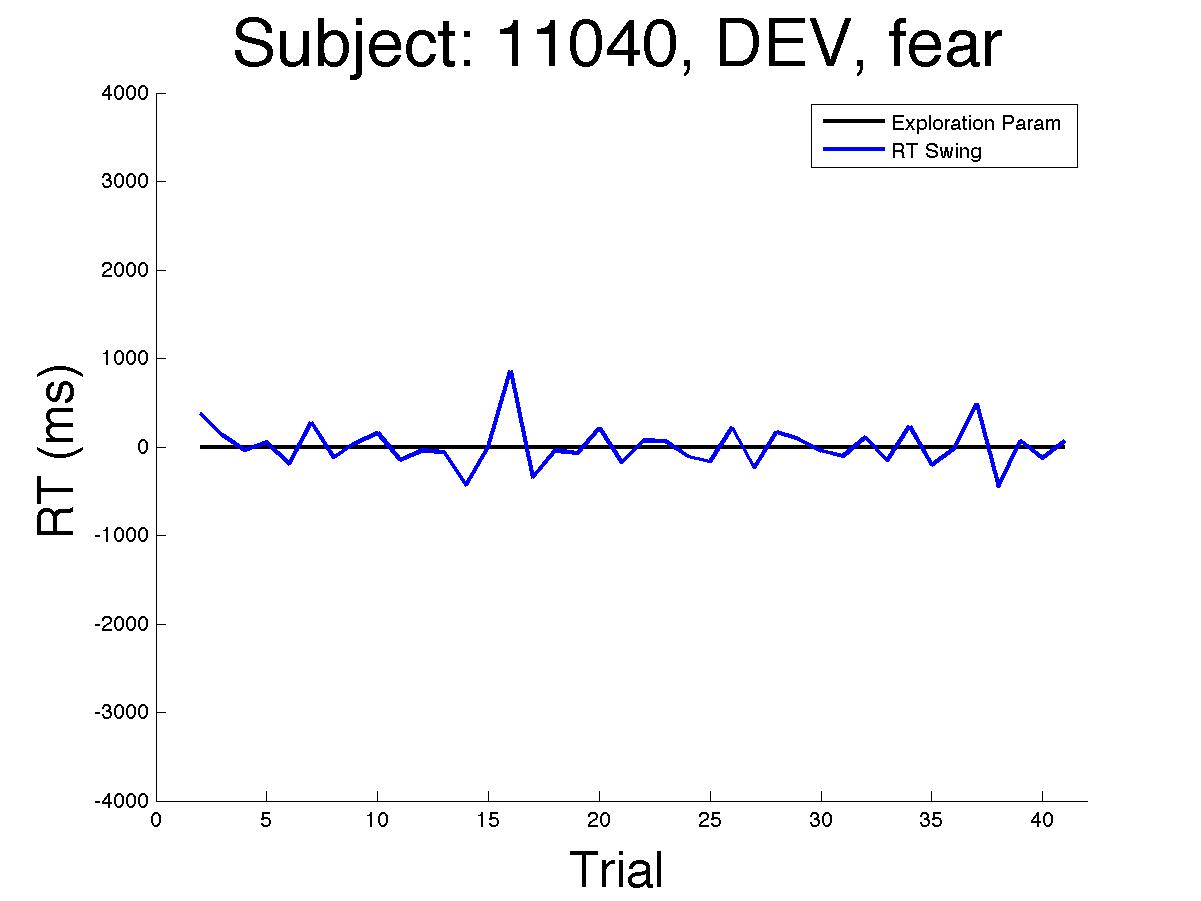 Subject: 11040, DEV, fear
4000
3000
2000
1000
0
-1000
-2000
-3000
-4000
RT (ms)
Exploration Param
RT Swing
0 5 10 15 20 25 30 35 40
Trial